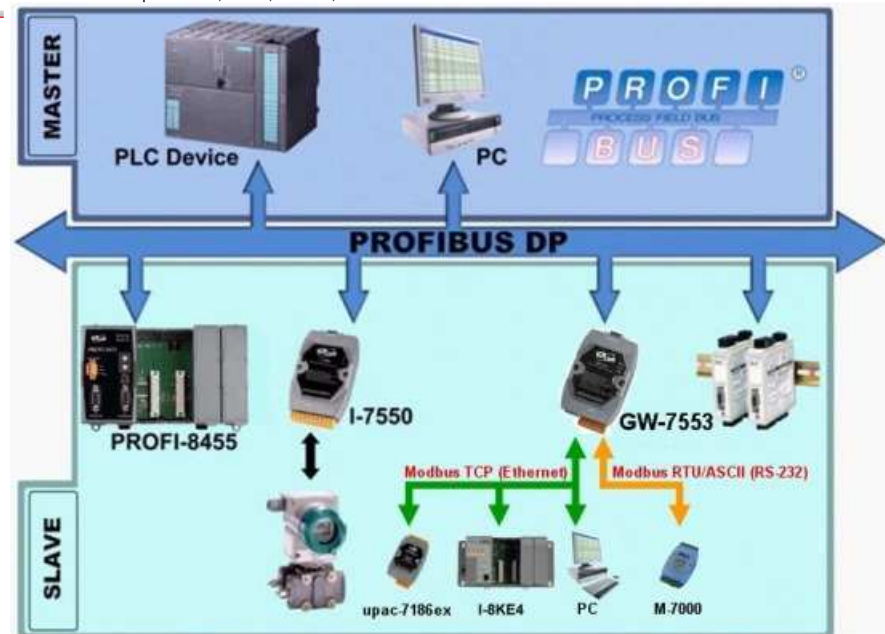 MASTER
PLC Device
PC
PROFI®
PROCESS FIELD BUS
BUS
PROFIBUS DP
SLAVE
PROFI-8455
I-7550
GW-7553
Modbus TCP (Ethernet)
Modbus RTU/ASCII (RS-232)
upac-7186ex
I-8KE4
PC
M-7000